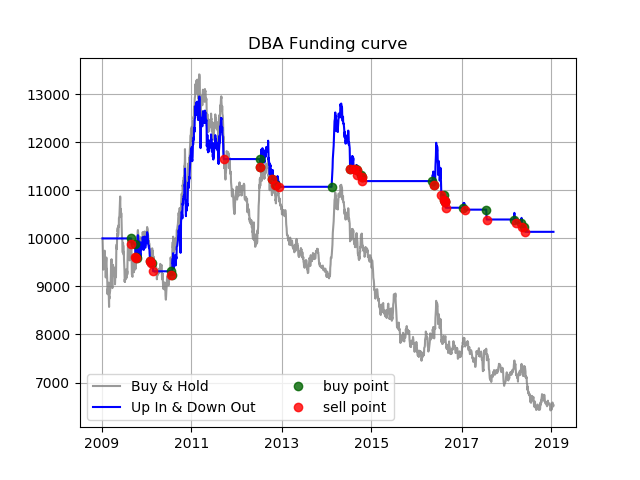 DBA Funding curve
13000
12000
11000
10000
9000
8000
7000
Buy & Hold
Up In & Down Out
buy point
sell point
2009 2011 2013 2015 2017 2019